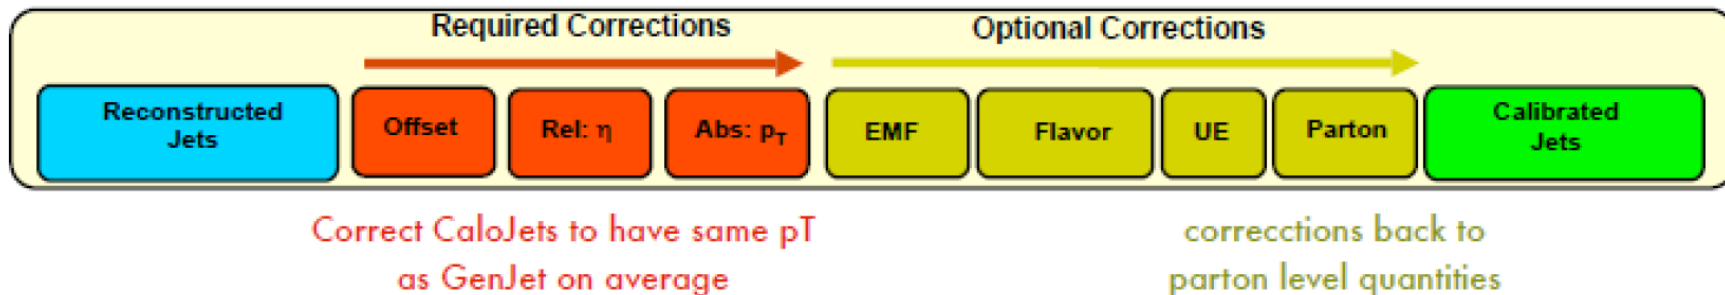 Required Corrections
Optional Corrections
Reconstructed
Jets
Offset
Rel: η
Abs: pT
EMF
Flavor
UE
Parton
Calibrated
Jets
Correct CaloJets to have same pT
as GenJet on average
correcctions back to
parton level quantities